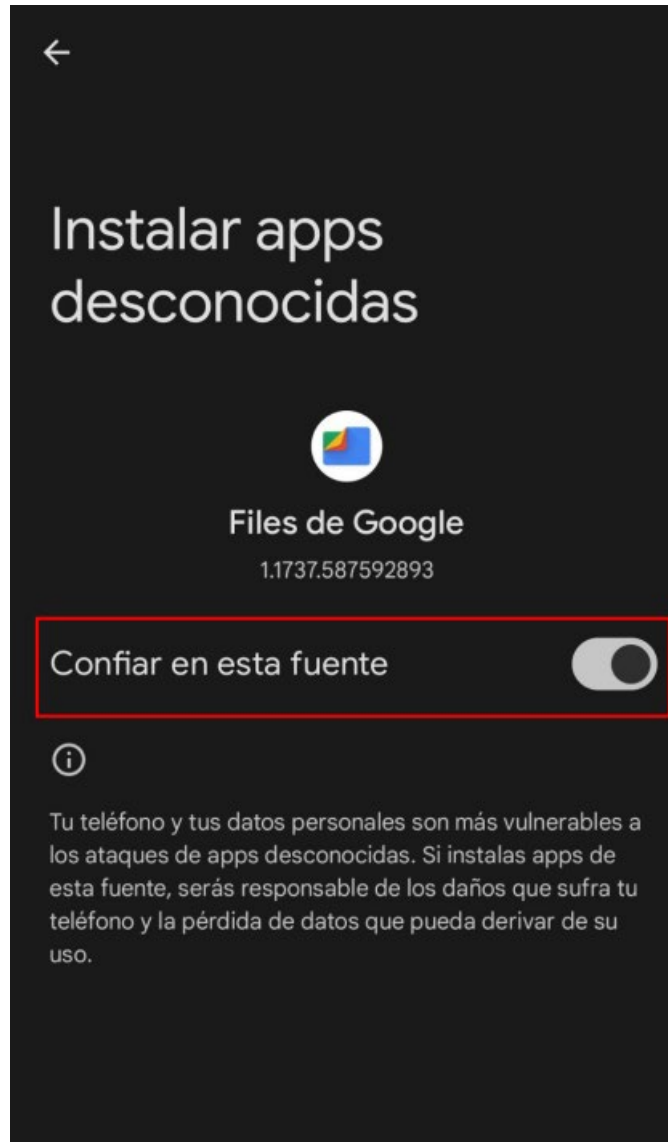 Instalar apps
desconocidas
Files de Google
1.1737.587592893
Confiar en esta fuente
Tu teléfono y tus datos personales son más vulnerables a
los ataques de apps desconocidas. Si instalas apps de
esta fuente, serás responsable de los daños que sufra tu
teléfono y la pérdida de datos que pueda derivar de su
uso.